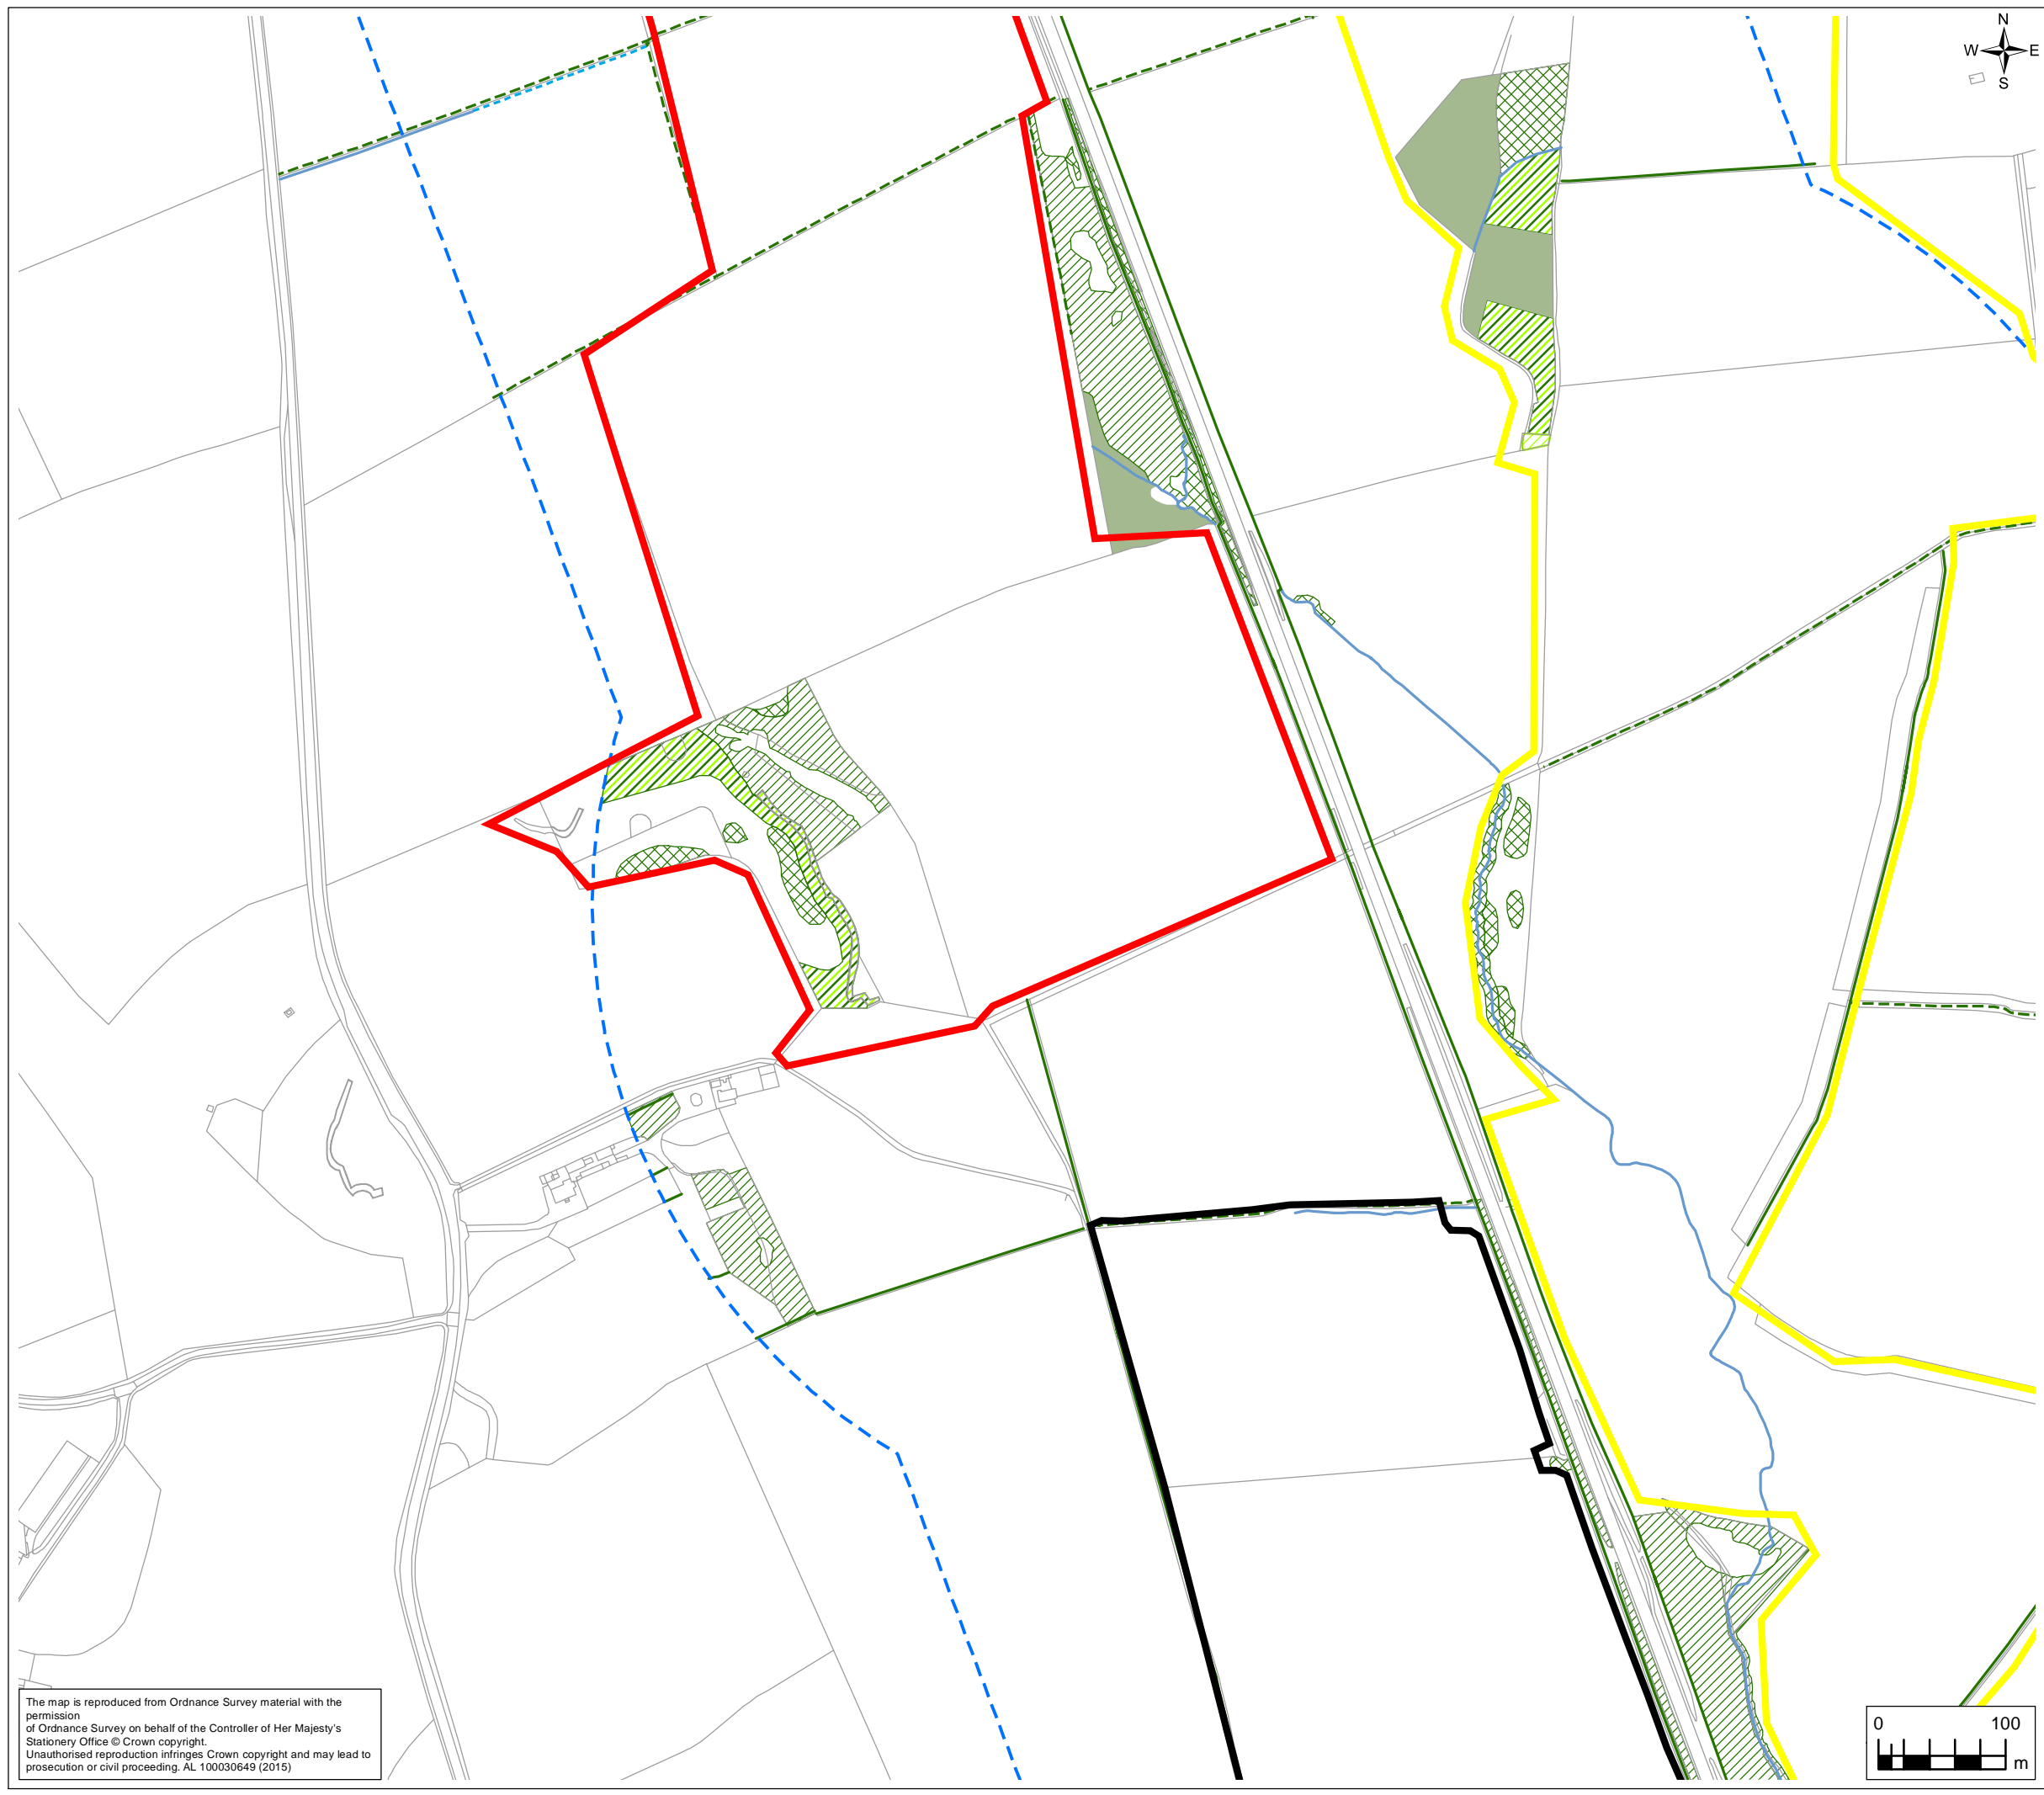 N
W E
S
The map is reproduced from Ordnance Survey material with the
permission
of Ordnance Survey on behalf of the Controller of Her Majesty's
Stationery Office © Crown copyright.
Unauthorised reproduction infringes Crown copyright and may lead to
prosecution or civil proceeding. AL 100030649 (2015)
0 100
m